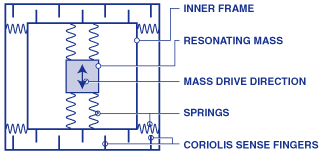 INNER FRAME
RESONATING MASS
MASS DRIVE DIRECTION
SPRINGS
CORIOLIS SENSE FINGERS